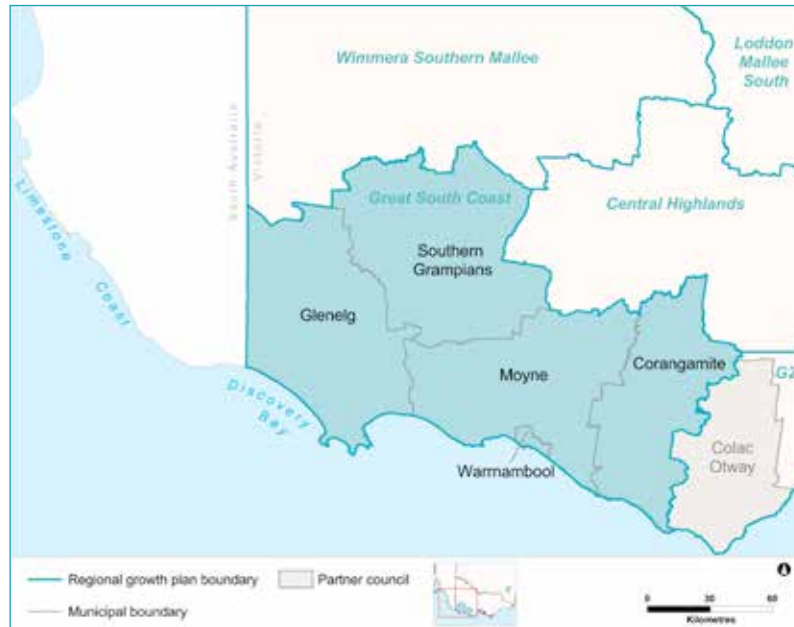 Wimmera Southern Mallee
Loddon
Mallee
South
South Australia
Victoria
Great South Coast
Central Highlands
Limestone
Coast
Southern
Grampians
Glenelg
Moyne
Corangamite
G2
Discovery
Bay
Colac
Otway
Warrnambool
Regional growth plan boundary
Partner council
Municipal boundary
0 30 60
Kilometres